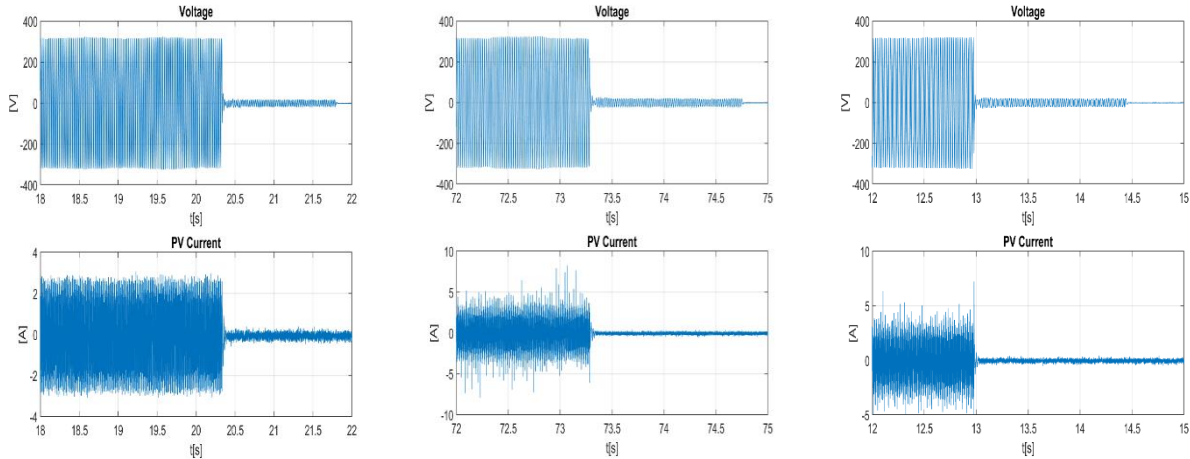 Voltage
400
200
0
-200
-400
[V]
18 18.5 19 19.5 20 20.5 21 21.5 22
t[s]
PV Current
4
2
0
-2
-4
[A]
18 18.5 19 19.5 20 20.5 21 21.5 22
t[s]
Voltage
400
200
0
-200
-400
[V]
72 72.5 73 73.5 74 74.5 75
t[s]
PV Current
10
5
0
-5
-10
[A]
72 72.5 73 73.5 74 74.5 75
t[s]
Voltage
400
200
0
-200
-400
[V]
12 12.5 13 13.5 14 14.5 15
t[s]
PV Current
10
5
0
-5
[A]
12 12.5 13 13.5 14 14.5 15
t[s]